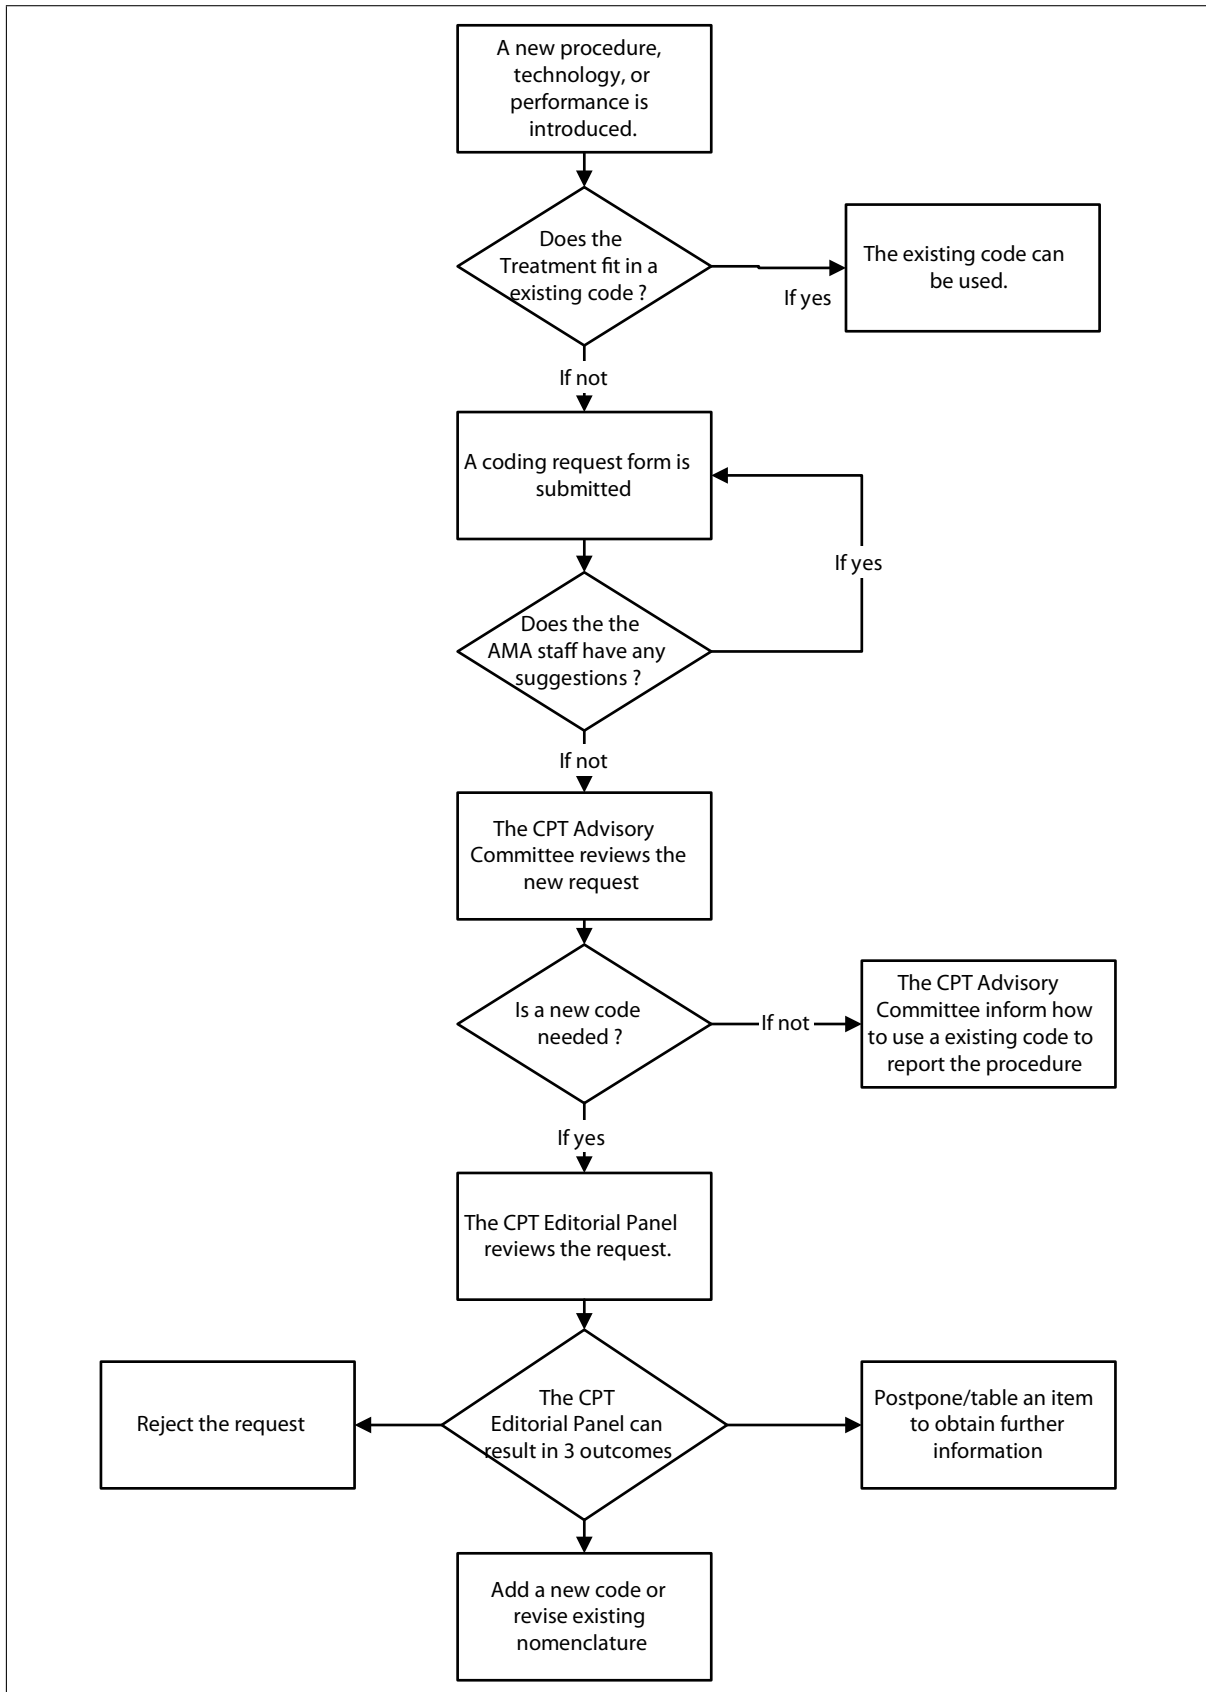 A new procedure,
technology, or
performance is
introduced.
Does the
Treatment fit in a
existing code ?
If yes
The existing code can
be used.
If not
A coding request form is
submitted
If yes
Does the the
AMA staff have any
suggestions ?
If not
The CPT Advisory
Committee reviews the
new request
Is a new code
needed ?
If not
The CPT Advisory
Committee inform how
to use a existing code to
report the procedure
If yes
The CPT Editorial Panel
reviews the request.
Reject the request
The CPT
Editorial Panel can
result in 3 outcomes
Postpone/table an item
to obtain further
information
Add a new code or
revise existing
nomenclature